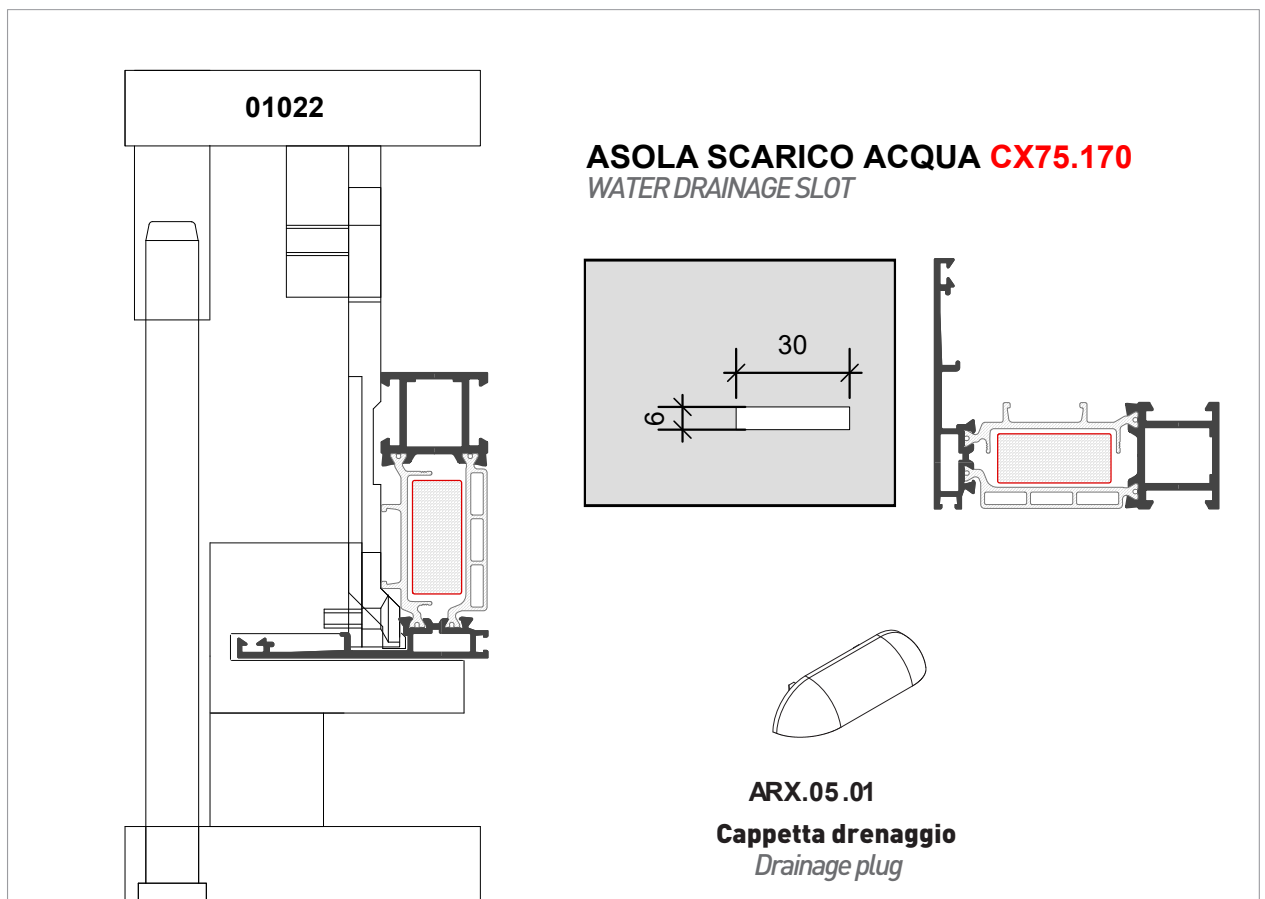 01022
ASOLA SCARICO ACQUA CX75.170
WATER DRAINAGE SLOT
30
6
ARX.05.01
Cappetta drenaggio
Drainage plug